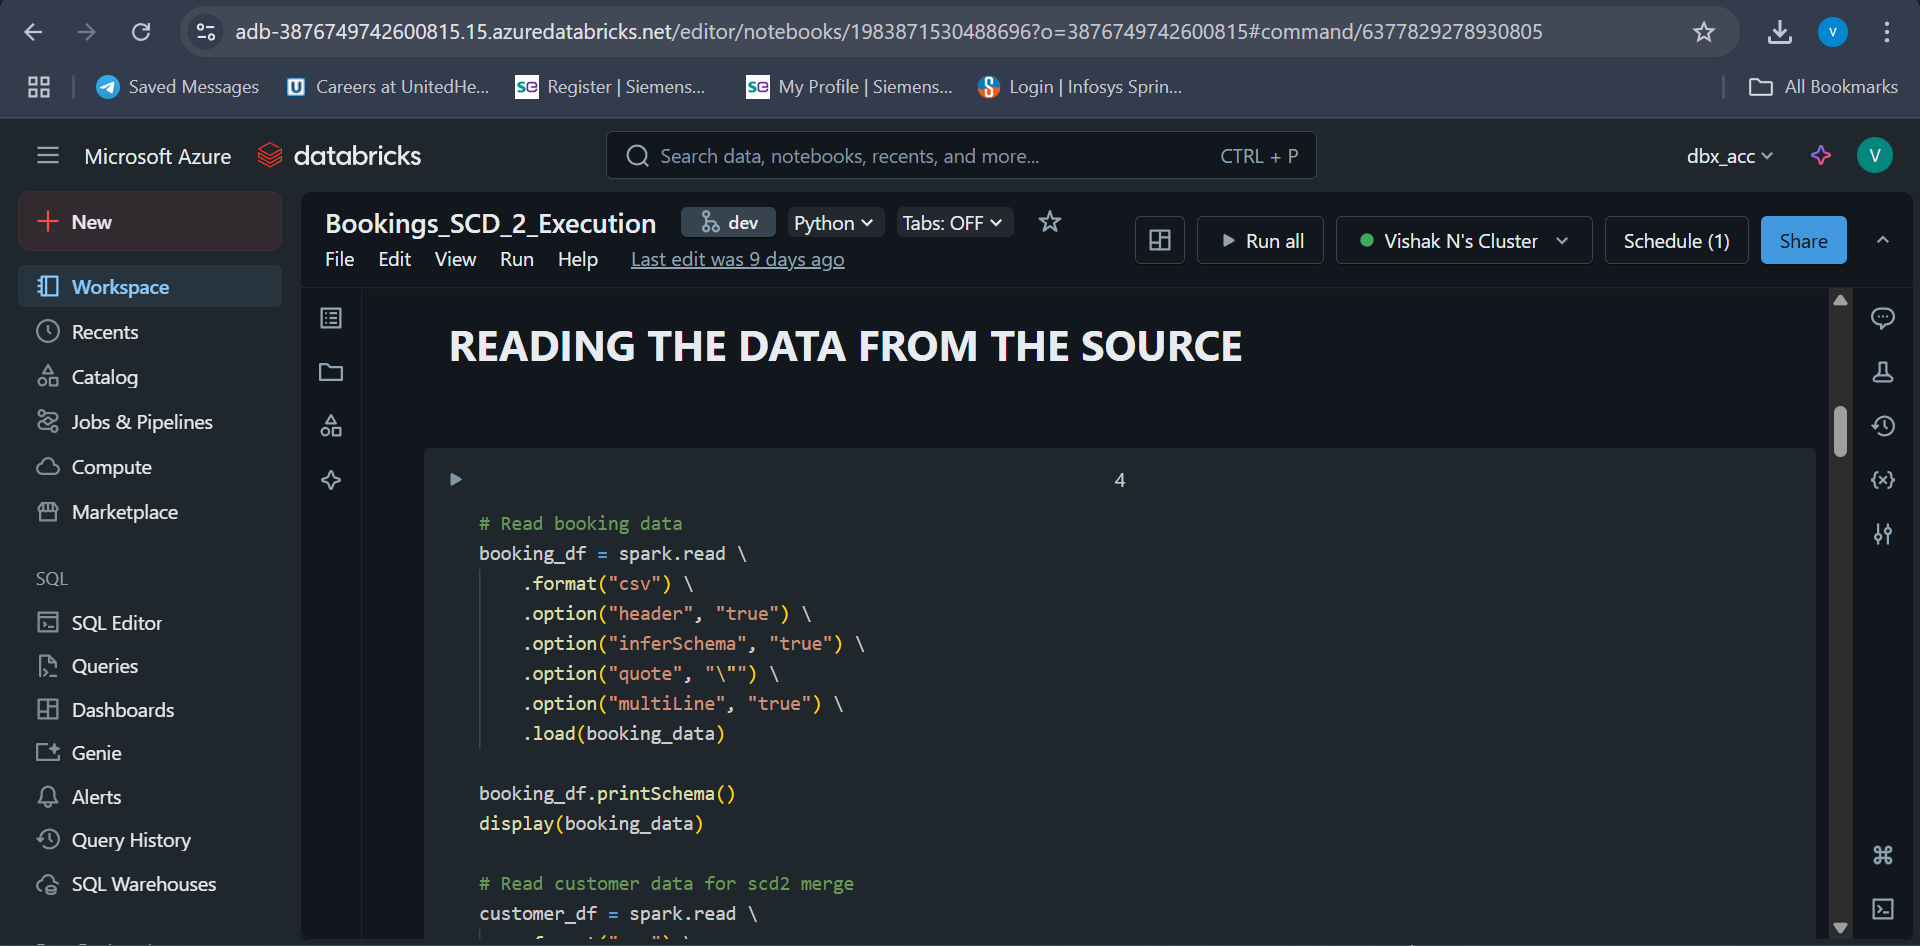 adb-3876749742600815.15.azuredatabricks.net/editor/notebooks/1983871530488696?o=3876749742600815#command/6377829278930805
V
Saved Messages
Careers at UnitedHe...
Register | Siemens...
My Profile | Siemens...
Login | Infosys Sprin...
All Bookmarks
Microsoft Azure
databricks
Search data, notebooks, recents, and more...
CTRL + P
dbx_acc
V
New
Workspace
Recents
Catalog
Jobs & Pipelines
Compute
Marketplace
SQL
SQL Editor
Queries
Dashboards
Genie
Alerts
Query History
SQL Warehouses
Bookings_SCD_2_Execution
dev
Python
Tabs: OFF
File Edit View Run Help Last edit was 9 days ago
Run all
Vishak N's Cluster
Schedule (1)
Share
READING THE DATA FROM THE SOURCE
4
# Read booking data
booking_df = spark.read \
.format("csv") \
.option("header", "true") \
.option("inferSchema", "true") \
.option("quote", "\"") \
.option("multiLine", "true") \
.load(booking_data)
booking_df.printSchema()
display(booking_data)
# Read customer data for scd2 merge
customer_df = spark.read \